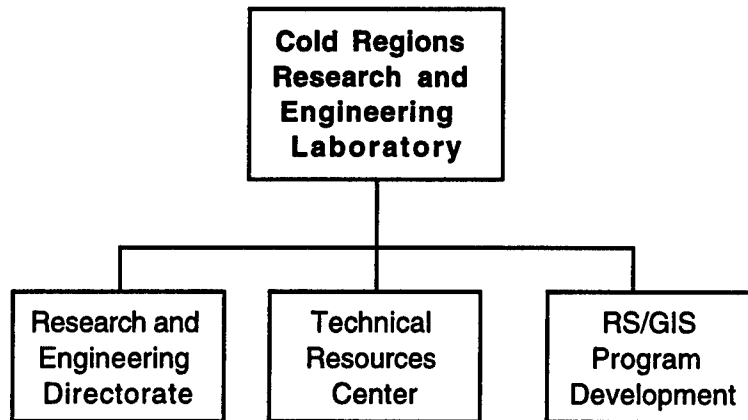 Cold Regions
Research and
Engineering
Laboratory
Research and
Engineering
Directorate
Technical
Resources
Center
RS/GIS
Program
Development